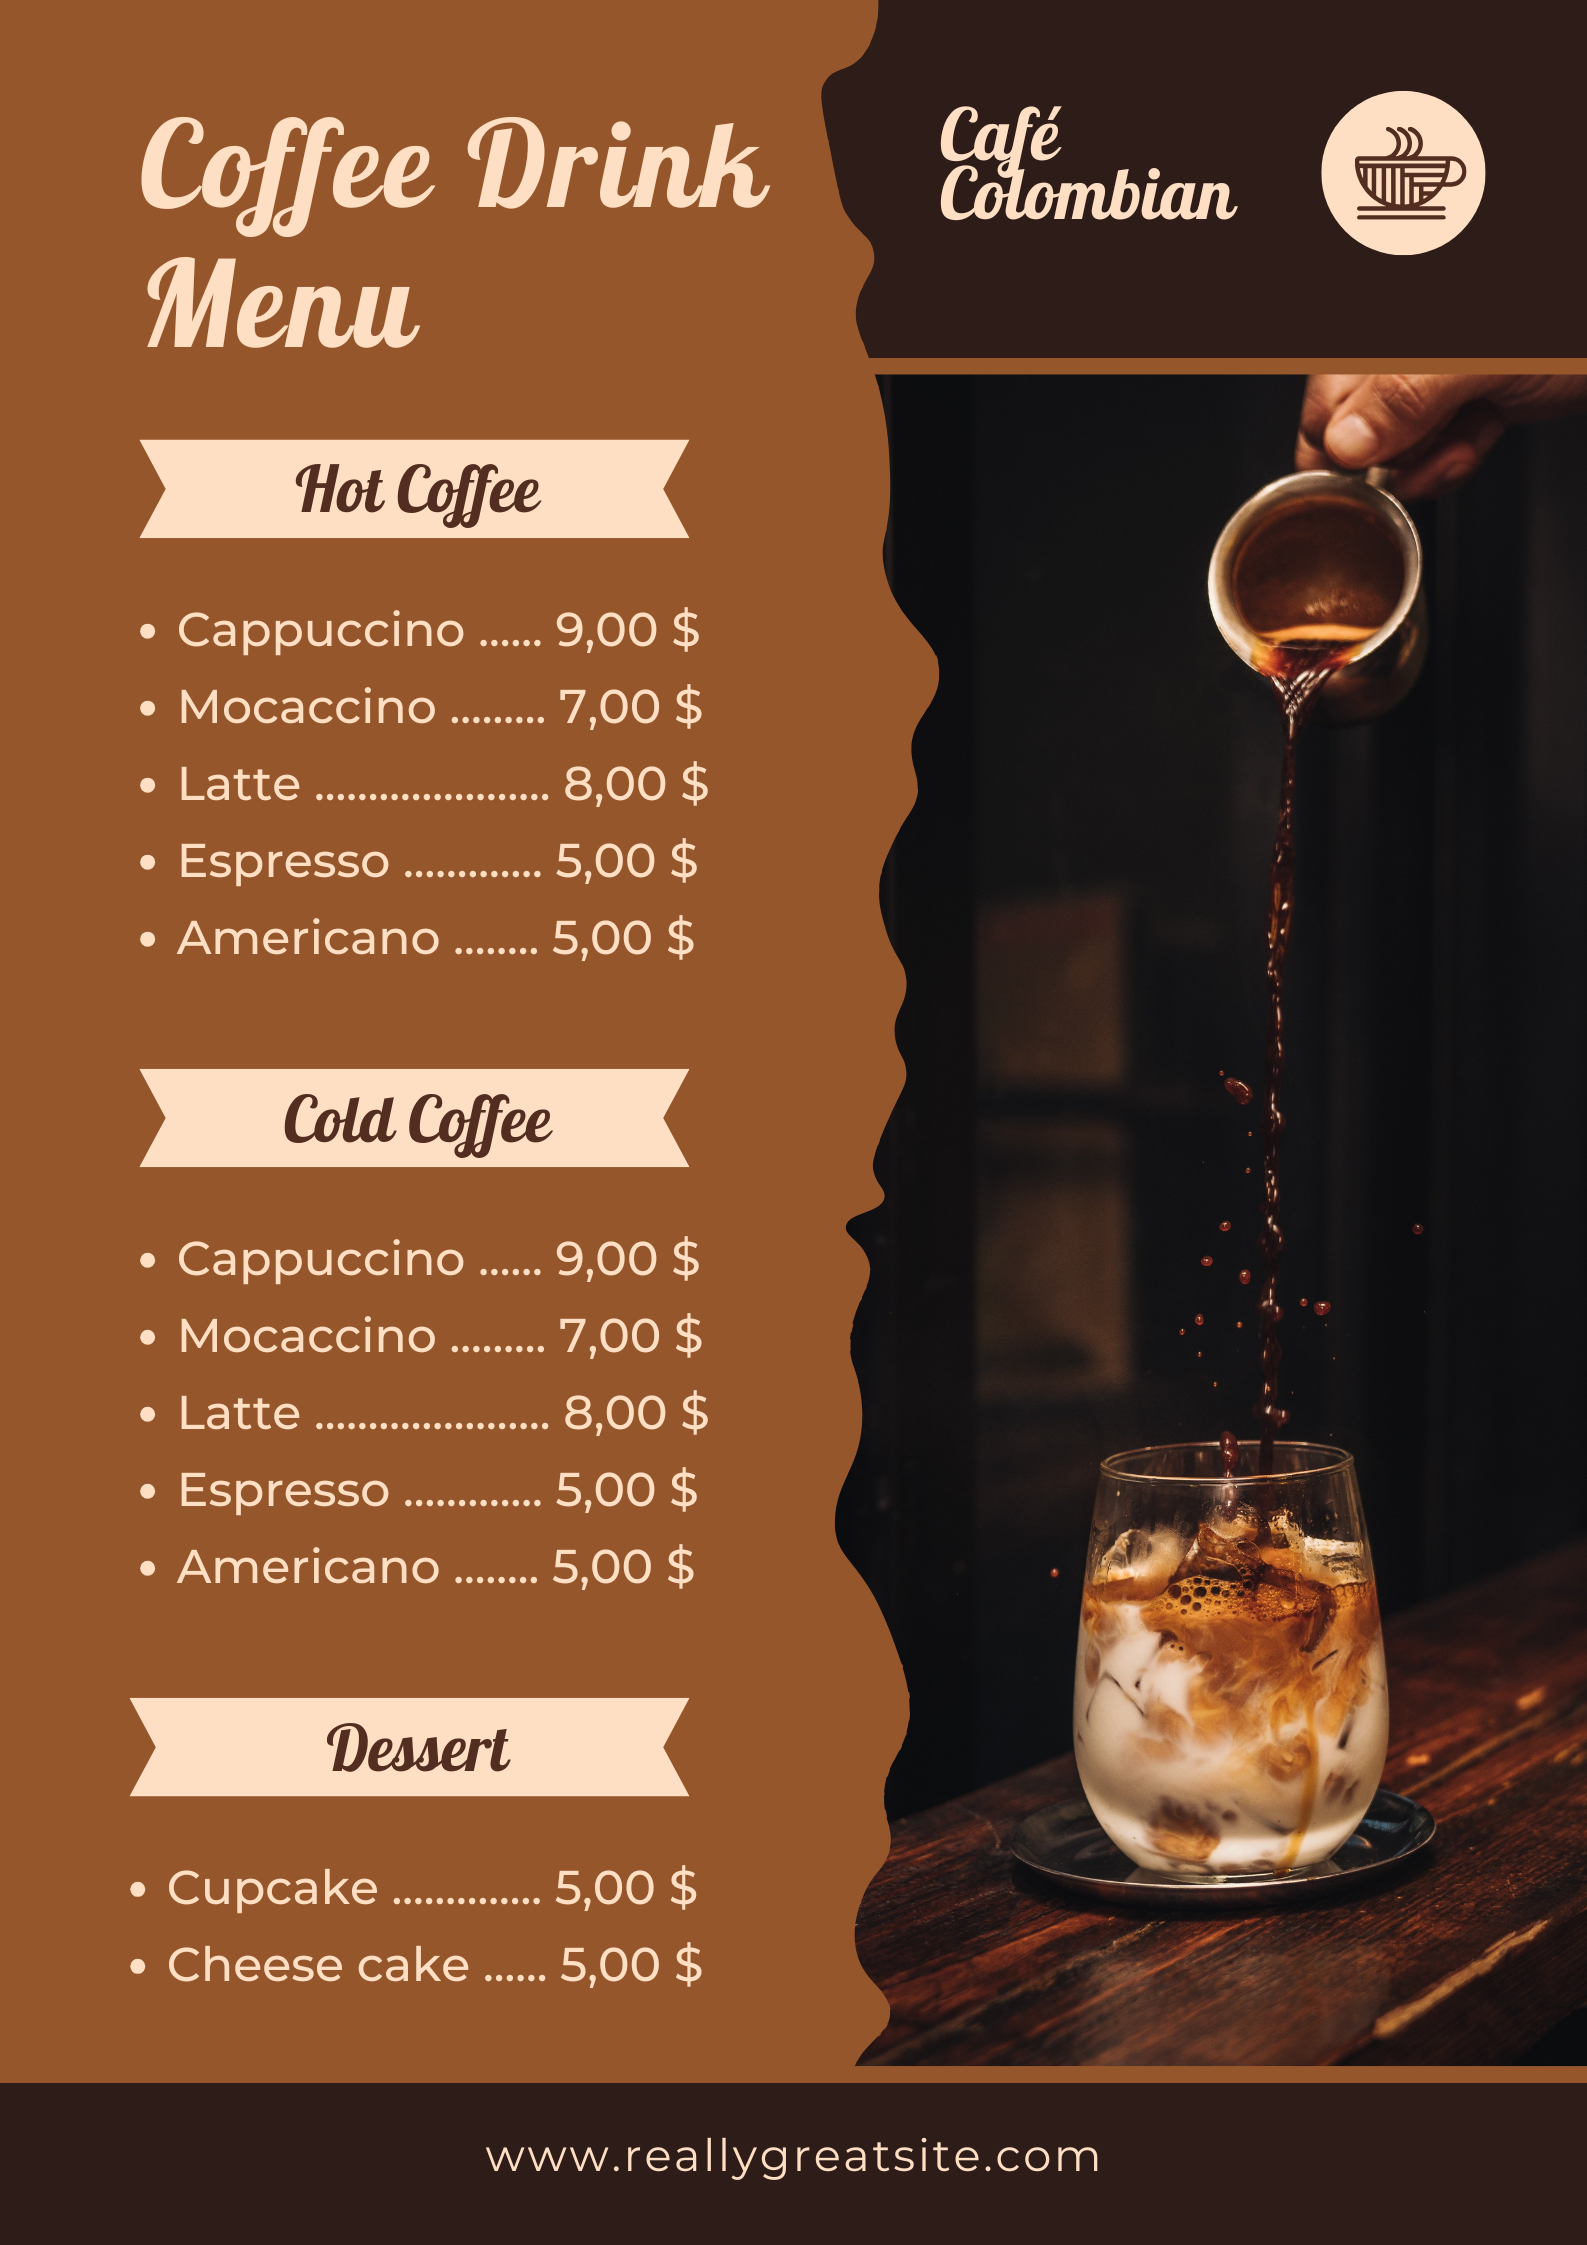 Coffee Drink
Menu
Café
Colombian
Hot Coffee
• Cappuccino ...... 9,00 $
• Mocaccino ......... 7,00 $
• Latte ...................... 8,00 $
• Espresso ............. 5,00 $
• Americano ........ 5,00 $
Cold Coffee
• Cappuccino ...... 9,00 $
• Mocaccino ......... 7,00 $
• Latte ...................... 8,00 $
• Espresso ............. 5,00 $
• Americano ........ 5,00 $
Dessert
• Cupcake .............. 5,00 $
• Cheese cake ...... 5,00 $
www.reallygreatsite.com